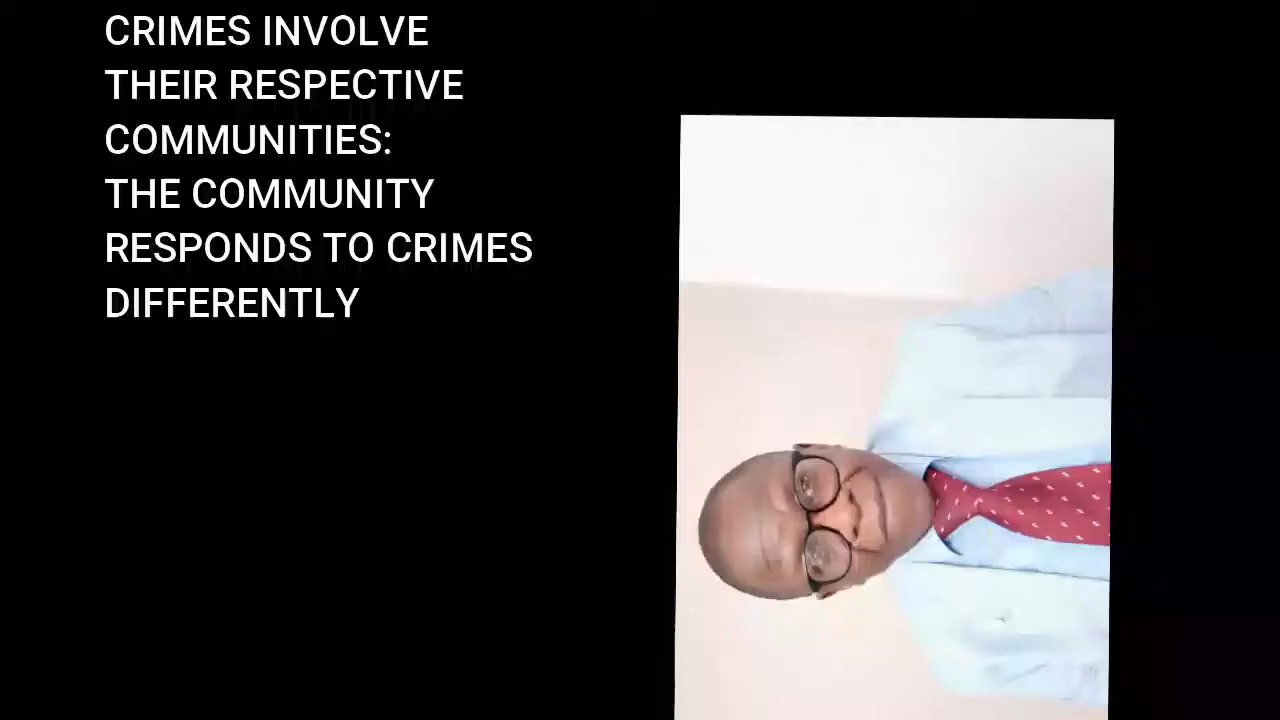 CRIMES INVOLVE
THEIR RESPECTIVE
COMMUNITIES:
THE COMMUNITY
RESPONDS TO CRIMES
DIFFERENTLY